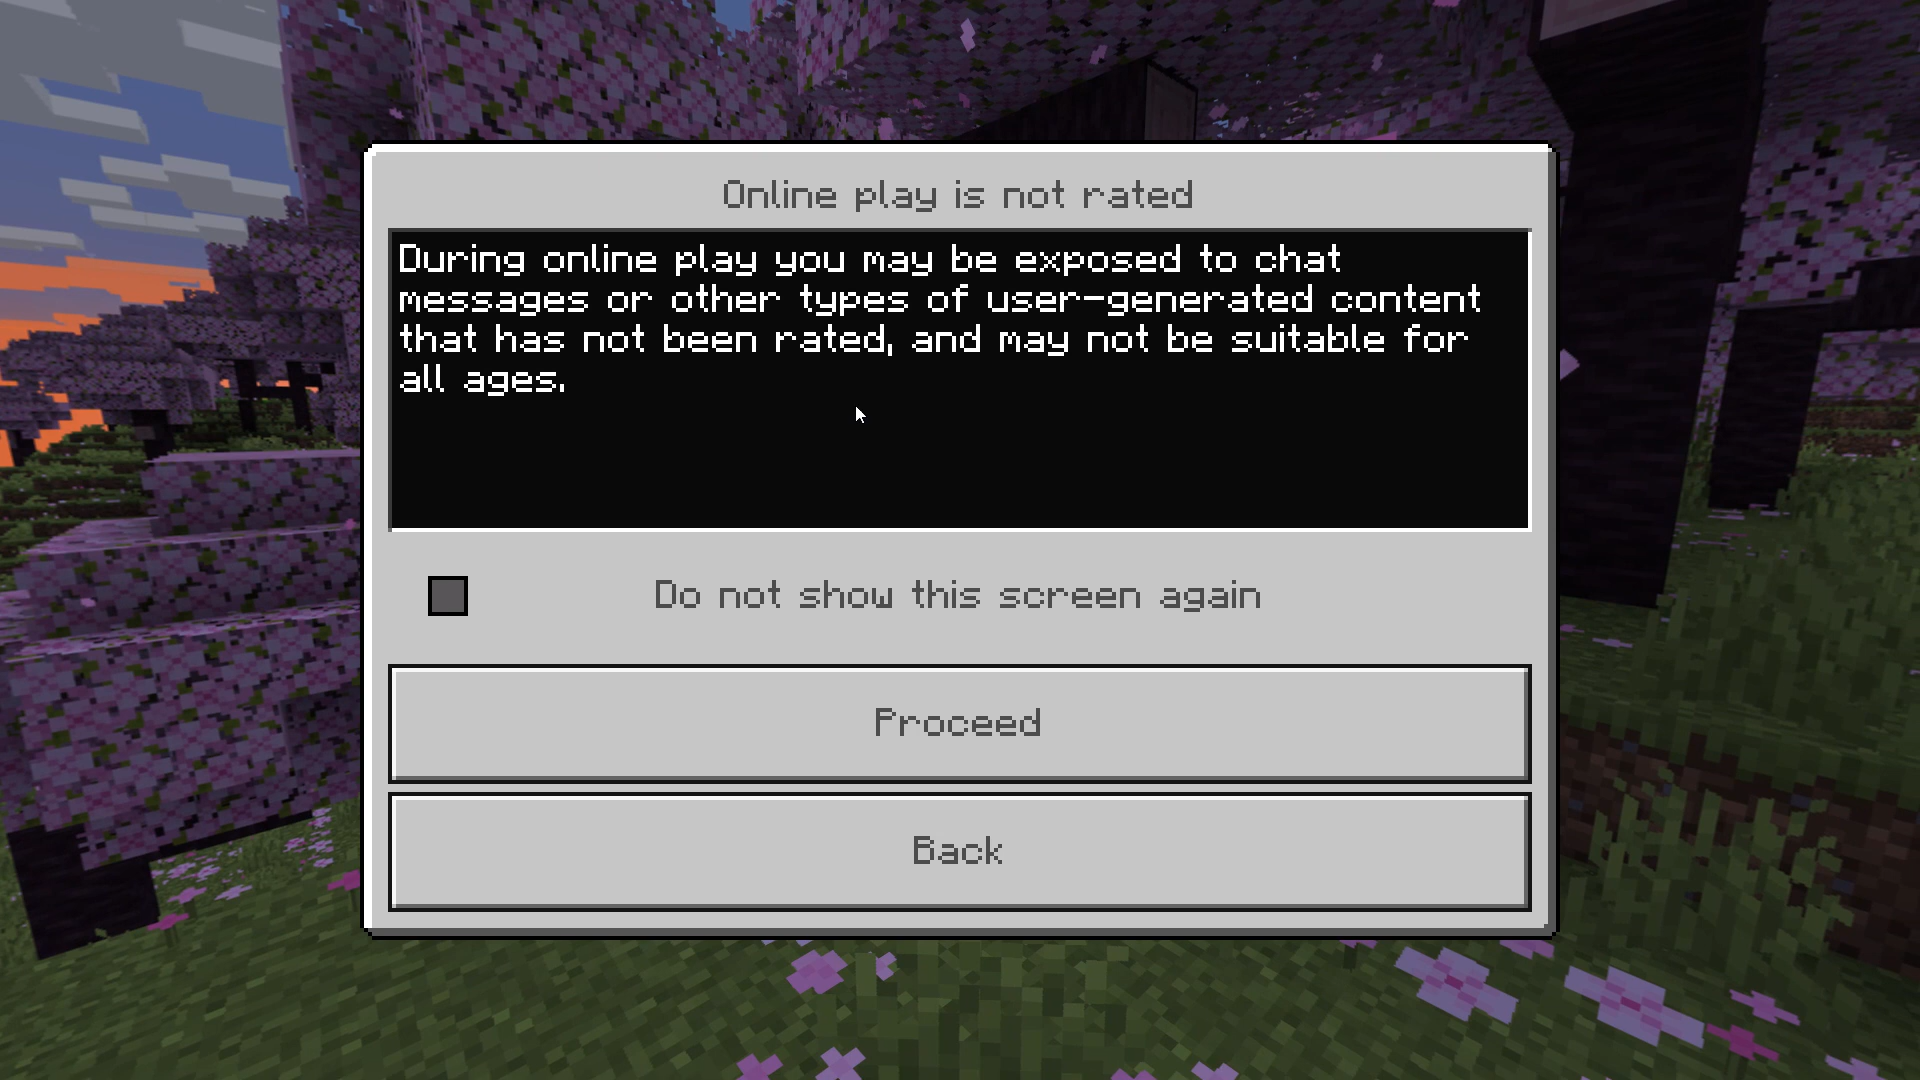 Online play is not rated
During online play you may be exposed to chat
messages or other types of user-generated content
that has not been rated, and may not be suitable for
all ages.
Do not show this screen again
Proceed
Back